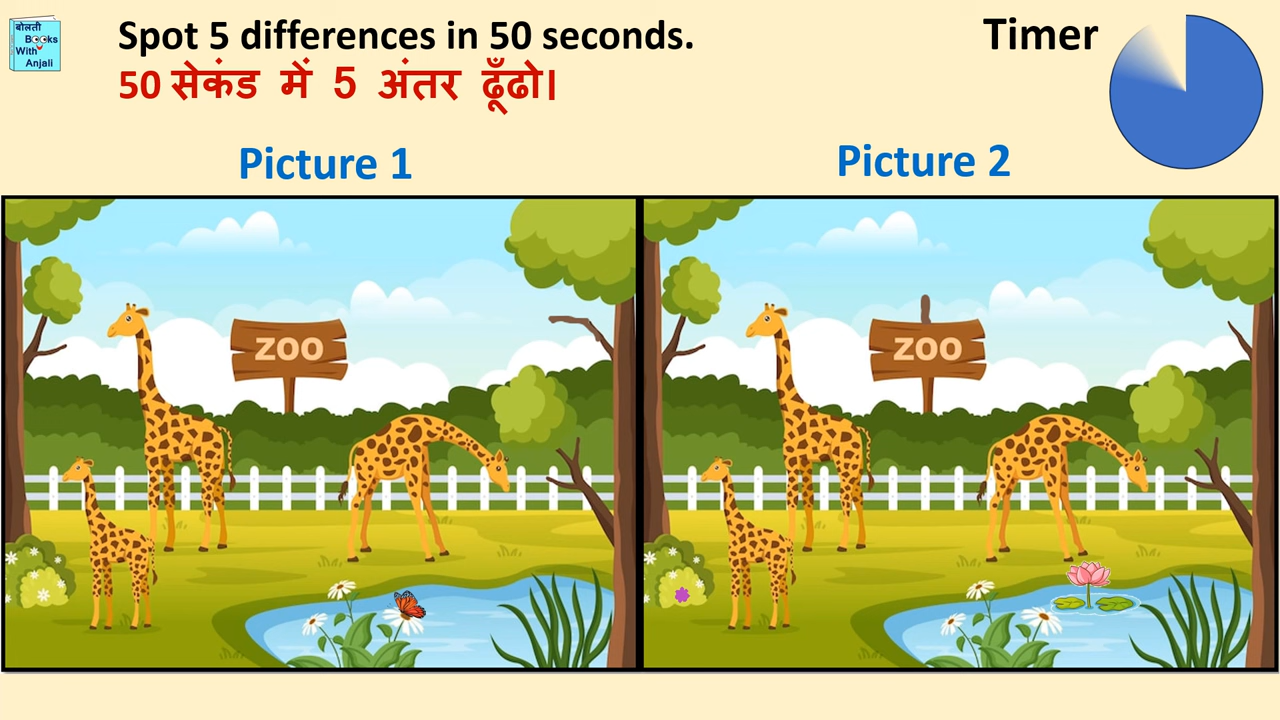 बोलती
Books
With
Anjali
Spot 5 differences in 50 seconds.
50 सेकंड में 5 अंतर ढूँढो।
Timer
Picture 1
Picture 2
ZOO
ZOO